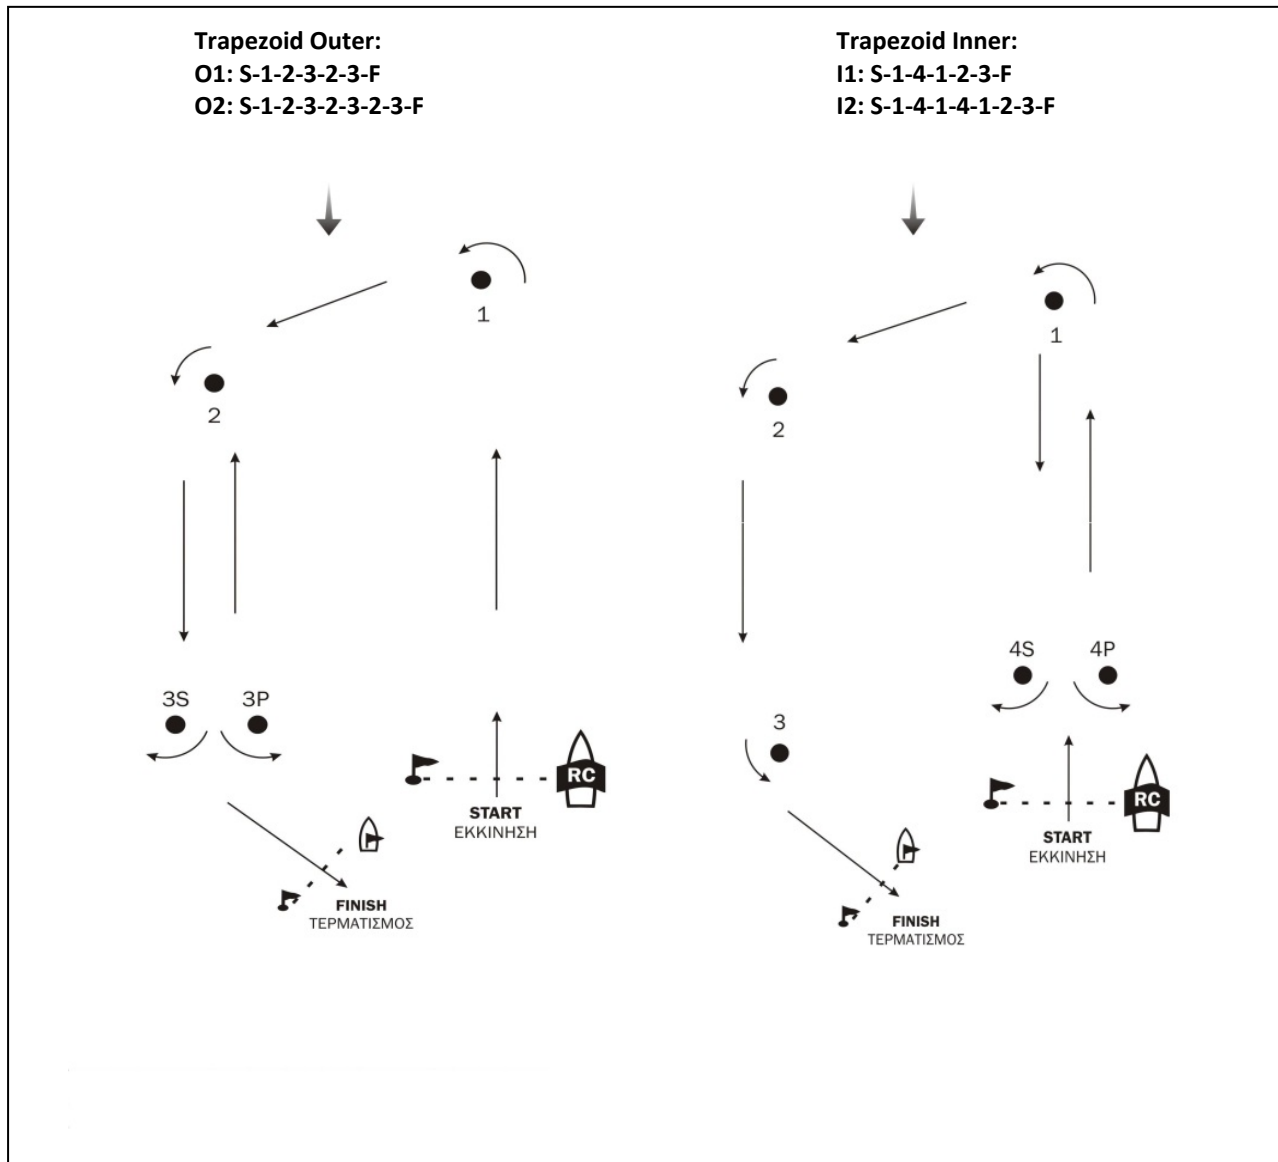 Trapezoid Outer:
O1: S-1-2-3-2-3-F
O2: S-1-2-3-2-3-2-3-F
1
2
3S 3P
RC
START
ΕΚΚΙΝΗΣΗ
FINISH
ΤΕΡΜΑΤΙΣΜΟΣ
Trapezoid Inner:
I1: S-1-4-1-2-3-F
I2: S-1-4-1-4-1-2-3-F
1
2
4S 4P
3
RC
START
ΕΚΚΙΝΗΣΗ
FINISH
ΤΕΡΜΑΤΙΣΜΟΣ